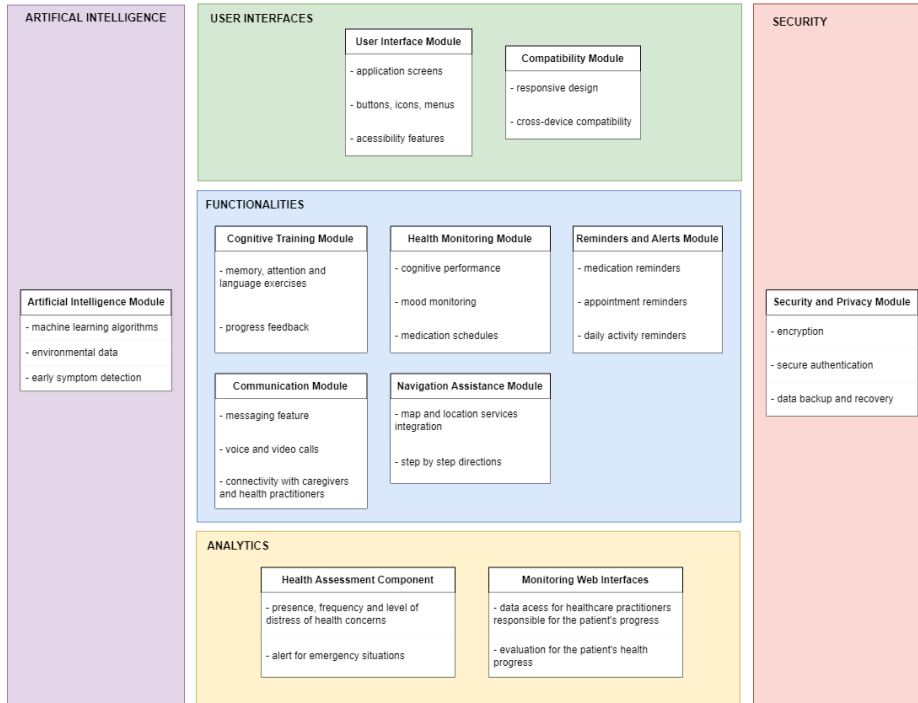 ARTIFICAL INTELLIGENCE
Artificial Intelligence Module
- machine learning algorithms
- environmental data
- early symptom detection
USER INTERFACES
User Interface Module
- application screens
- buttons, icons, menus
- acessibility features
Compatibility Module
- responsive design
- cross-device compatibility
FUNCTIONALITIES
Cognitive Training Module
- memory, attention and
language exercises
- progress feedback
Health Monitoring Module
- cognitive performance
- mood monitoring
- medication schedules
Reminders and Alerts Module
- medication reminders
- appointment reminders
- daily activity reminders
Communication Module
- messaging feature
- voice and video calls
- connectivity with caregivers
and health practitioners
Navigation Assistance Module
- map and location services
integration
- step by step directions
ANALYTICS
Health Assessment Component
- presence, frequency and level of
distress of health concerns
- alert for emergency situations
Monitoring Web Interfaces
- data acess for healthcare practitioners
responsible for the patient's progress
- evaluation for the patient's health
progress
SECURITY
Security and Privacy Module
- encryption
- secure authentication
- data backup and recovery